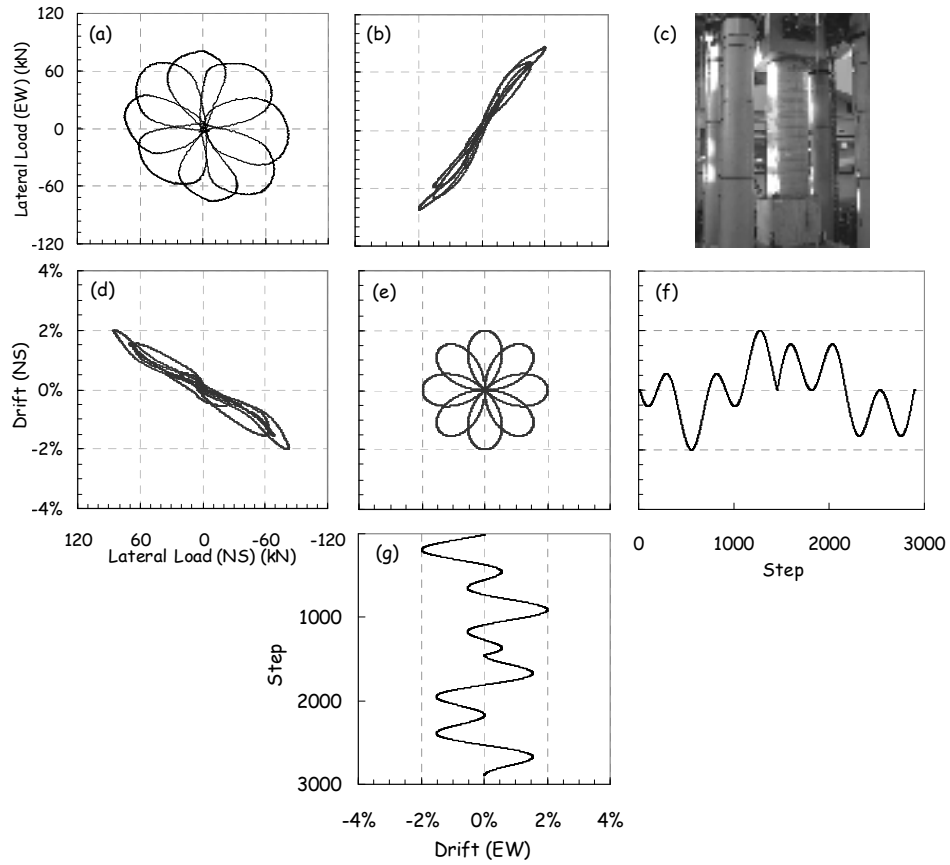 (a)
(b)
(c)
120
60
0
-60
-120
Lateral Load (EW) (kN)
(d)
(e)
(f)
4%
2%
0%
-2%
-4%
Drift (NS)
120 60 0 -60 -120
Lateral Load (NS) (kN)
0 1000 2000 3000
Step
(g)
1000
2000
3000
Step
-4% -2% 0% 2% 4%
Drift (EW)